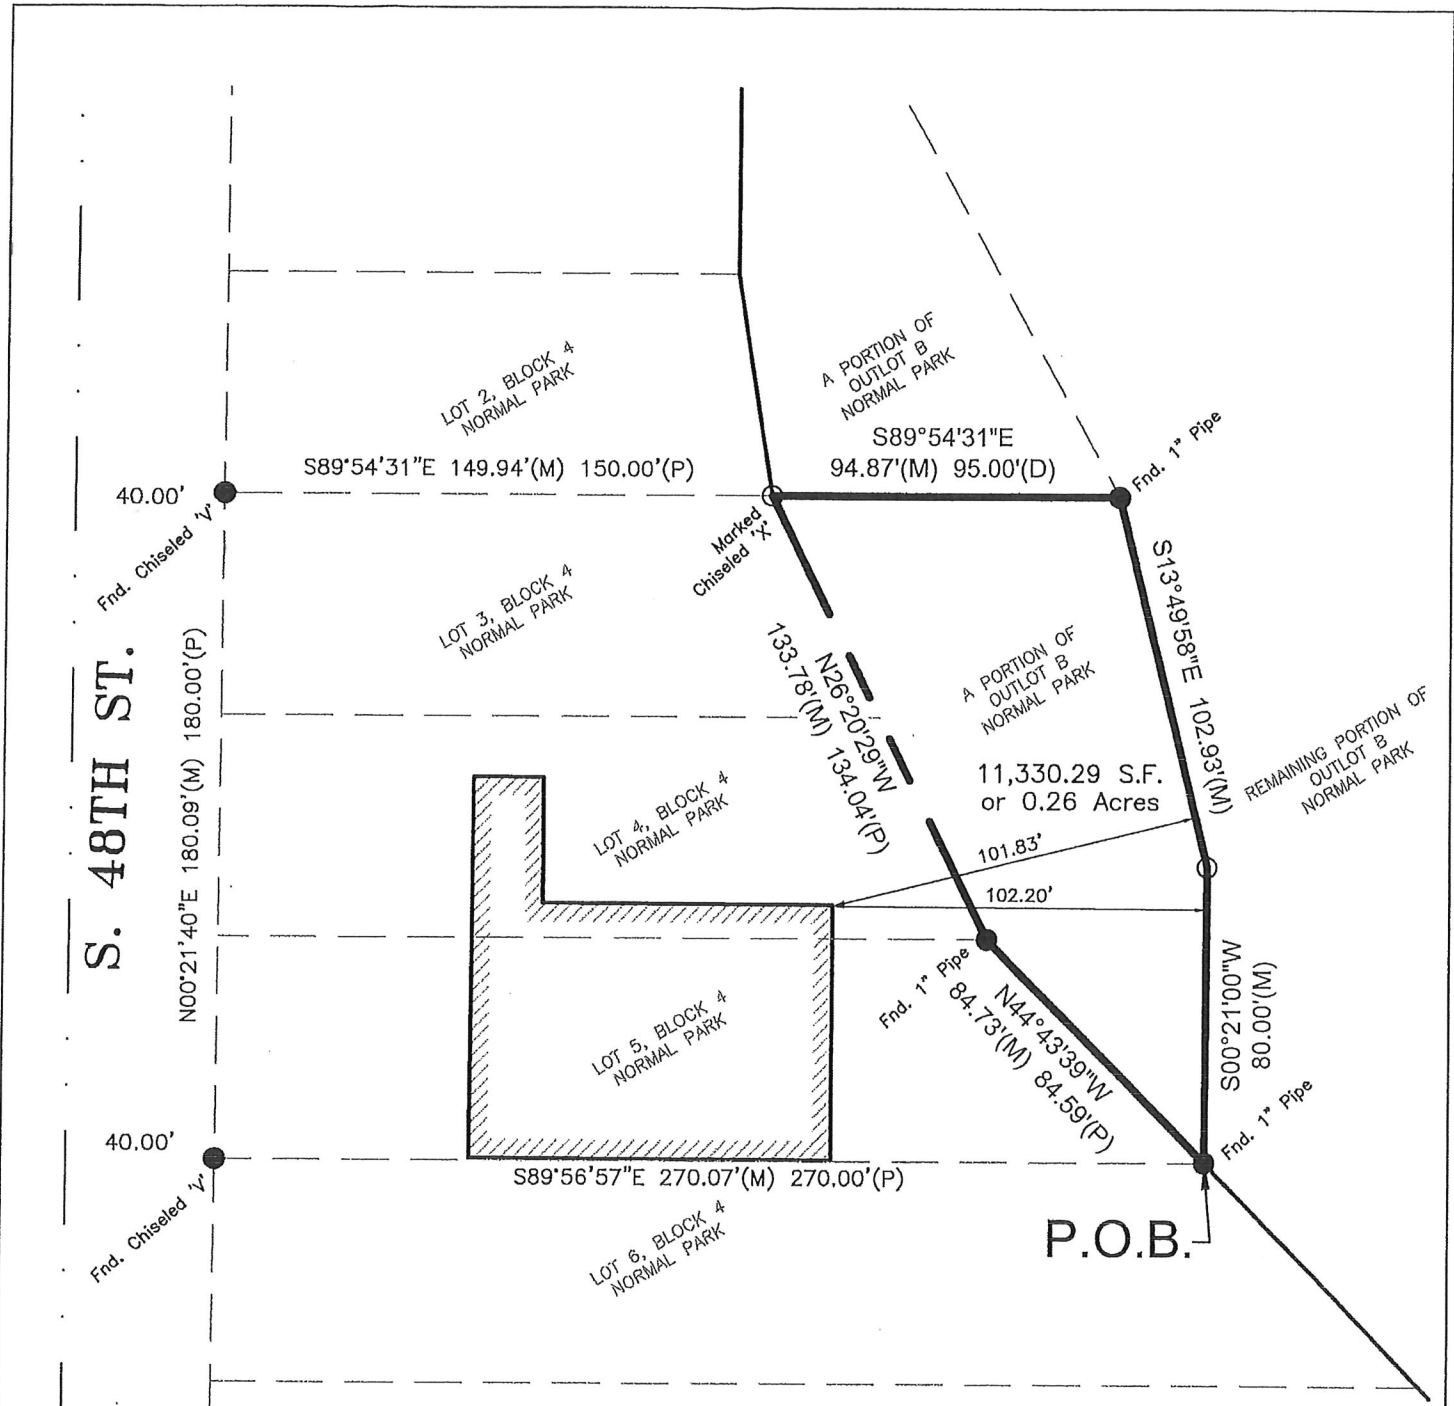 LOT 2, BLOCK 4
NORMAL PARK
A PORTION OF
OUTLOT B
NORMAL PARK
S89°54'31"E 149.94'(M) 150.00'(P)
S89°54'31"E
94.87'(M) 95.00'(D)
Fnd. 1" Pipe
40.00'
Fnd. Chiseled 'V'
Marked
Chiseled 'X'
LOT 3, BLOCK 4
NORMAL PARK
S13°49'58"E 102.93'(M)
N26°20'29"W
133.78'(M) 134.04'(P)
A PORTION OF
OUTLOT B
NORMAL PARK
11,330.29 S.F.
or 0.26 Acres
REMAINING PORTION OF
OUTLOT B
NORMAL PARK
S. 48TH ST.
N00°21'40"E 180.09'(M) 180.00'(P)
LOT 4, BLOCK 4
NORMAL PARK
101.83'
102.20'
Fnd. 1" Pipe
N44°43'39"W
84.73'(M) 84.59'(P)
S00°21'00"W
80.00'(M)
LOT 5, BLOCK 4
NORMAL PARK
40.00'
Fnd. Chiseled 'V'
Fnd. 1" Pipe
S89°56'57"E 270.07'(M) 270.00'(P)
P.O.B.
LOT 6, BLOCK 4
NORMAL PARK